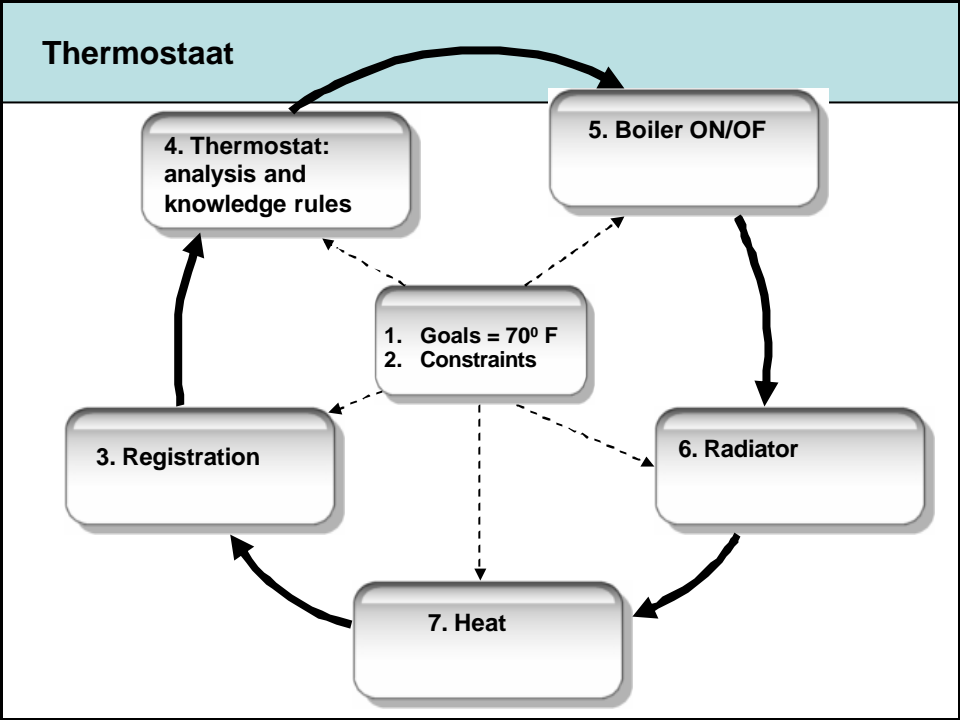 Thermostaat
4. Thermostat:
analysis and
knowledge rules
5. Boiler ON/OF
1. Goals = 70⁰ F
2. Constraints
3. Registration
6. Radiator
7. Heat